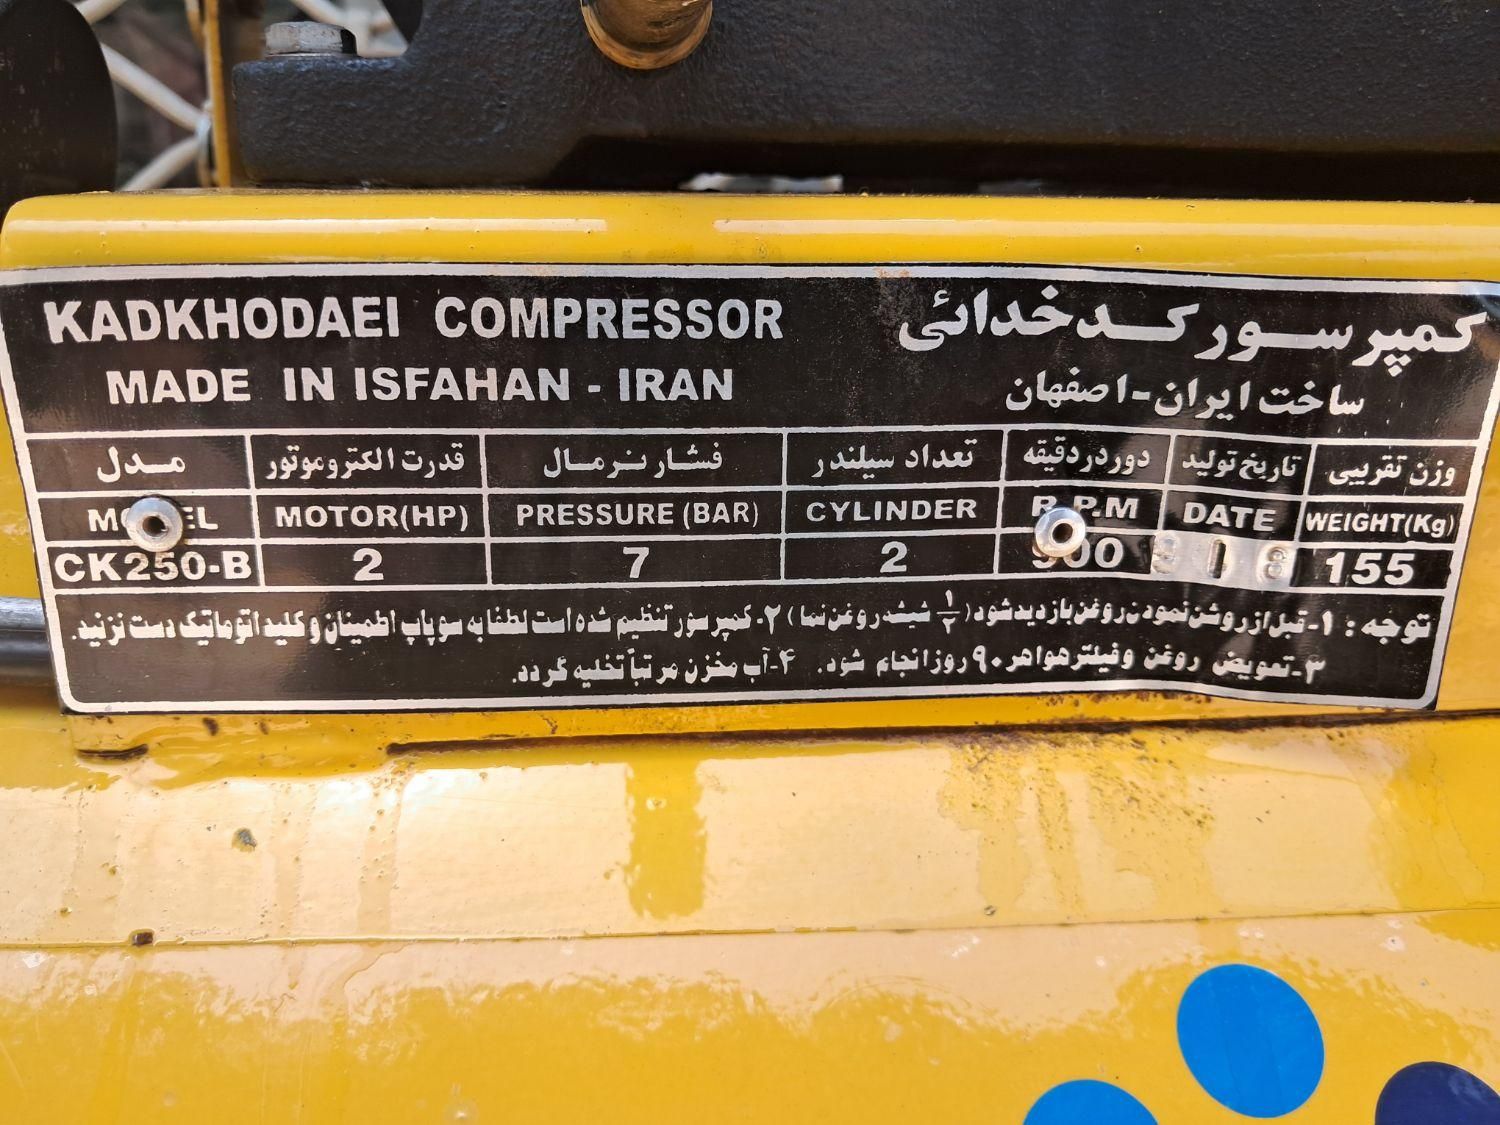 KADKHODAEI COMPRESSOR
کمپرسور کدخدائی
MADE IN ISFAHAN - IRAN
ساخت ایران-اصفهان
مدل قدرت الکتروموتور فشار نرمال تعداد سیلندر دور در دقیقه تاریخ تولید وزن تقریبی
MODEL MOTOR(HP) PRESSURE (BAR) CYLINDER R.P.M DATE WEIGHT(Kg)
CK250-B 2 7 2 900 155
توجه : ۱- قبل از روشن نمودن روغن بازدید شود (۱/۲ شیشه روغن نما) ۲- کمپرسور تنظیم شده است لطفا به سوپاپ اطمینان و کلید اتوماتیک دست نزنید.
۳- تعویض روغن و فیلتر هوا هر ۹۰ روز انجام شود. ۴- آب مخزن مرتباً تخلیه گردد.